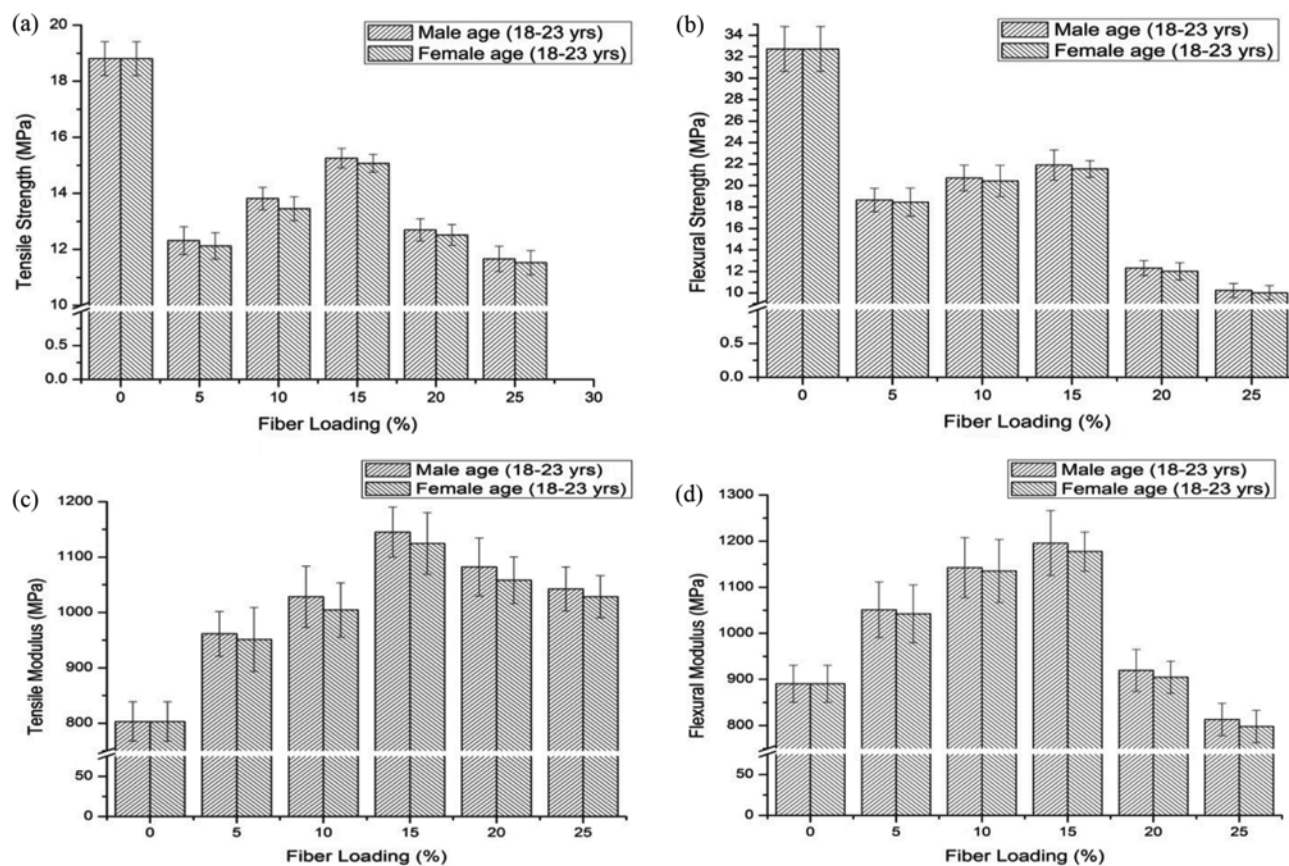 (a)
Male age (18-23 yrs)
Female age (18-23 yrs)
Tensile Strength (MPa)
20
18
16
14
12
10
0.5
0.0
0 5 10 15 20 25 30
Fiber Loading (%)
(b)
Male age (18-23 yrs)
Female age (18-23 yrs)
Flexural Strength (MPa)
34
32
30
28
26
24
22
20
18
16
14
12
10
0.5
0.0
0 5 10 15 20 25
Fiber Loading (%)
(c)
Male age (18-23 yrs)
Female age (18-23 yrs)
Tensile Modulus (MPa)
1200
1100
1000
900
800
50
0
0 5 10 15 20 25
Fiber Loading (%)
(d)
Male age (18-23 yrs)
Female age (18-23 yrs)
Flexural Modulus (MPa)
1300
1200
1100
1000
900
800
50
0
0 5 10 15 20 25
Fiber Loading (%)